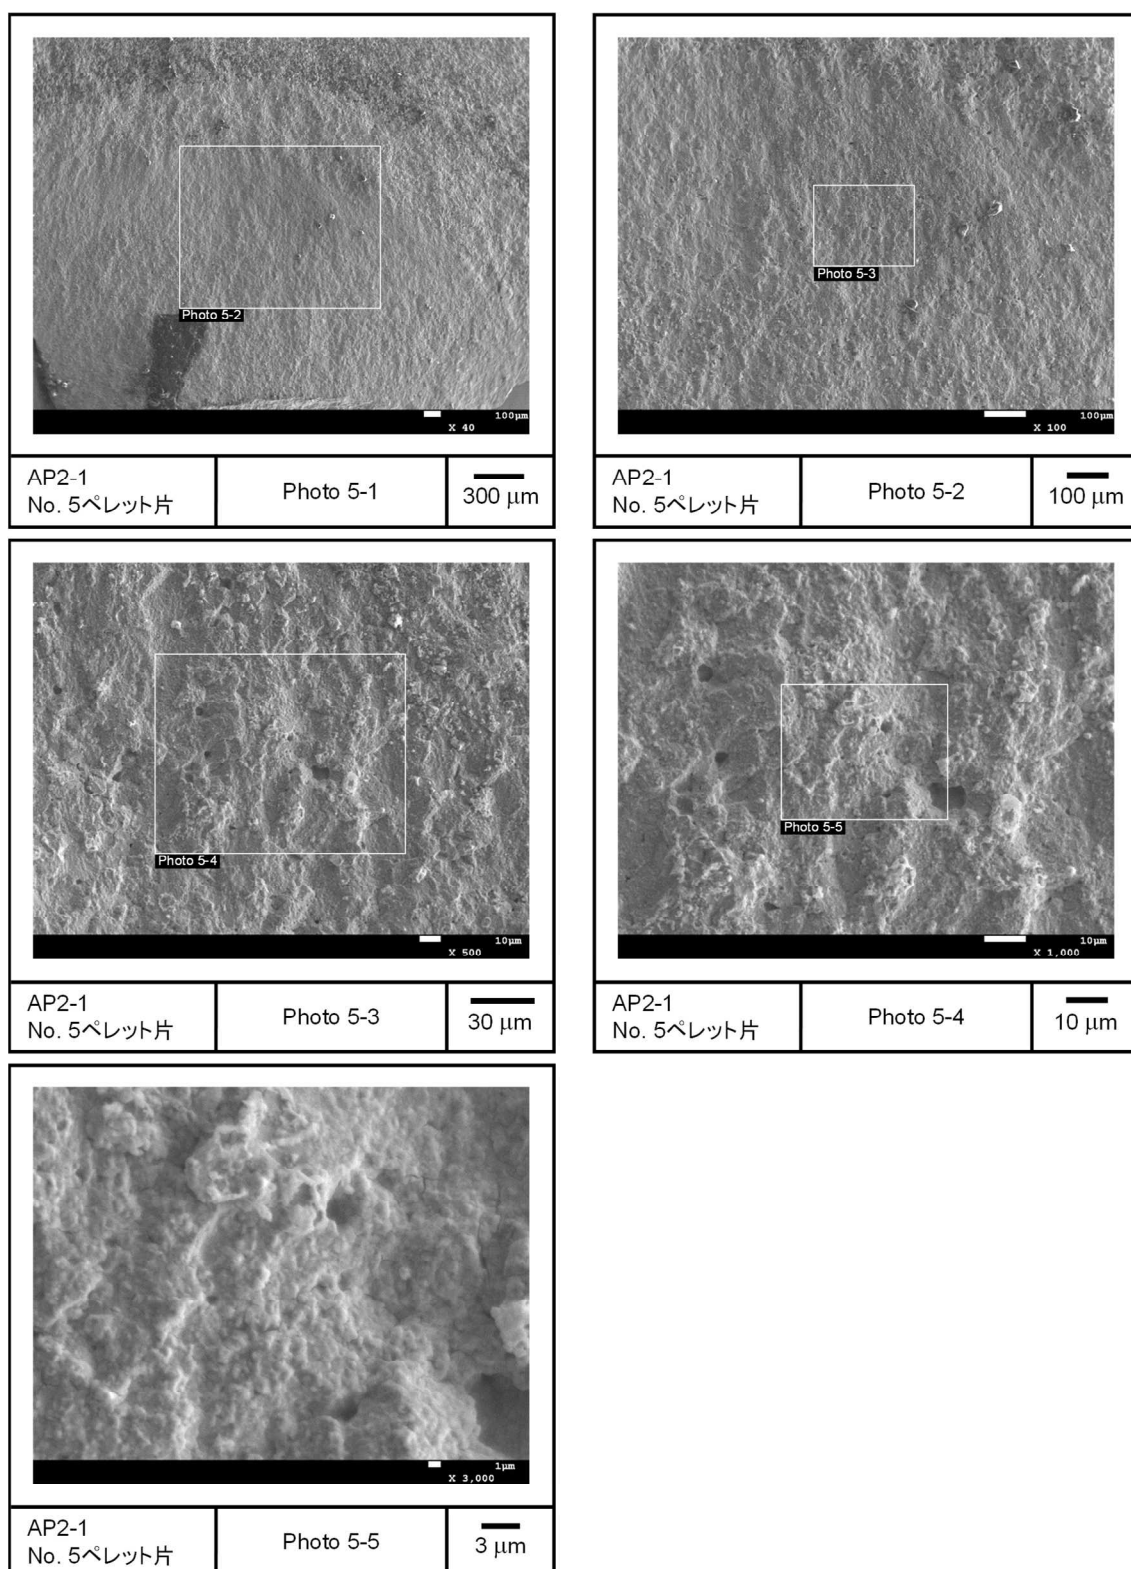 Photo 5-2
100μm
X 40
AP2-1
No. 5ペレット片
Photo 5-1
300 μm
Photo 5-3
100μm
X 100
AP2-1
No. 5ペレット片
Photo 5-2
100 μm
Photo 5-4
10μm
X 500
AP2-1
No. 5ペレット片
Photo 5-3
30 μm
Photo 5-5
10μm
X 1,000
AP2-1
No. 5ペレット片
Photo 5-4
10 μm
1μm
X 3,000
AP2-1
No. 5ペレット片
Photo 5-5
3 μm